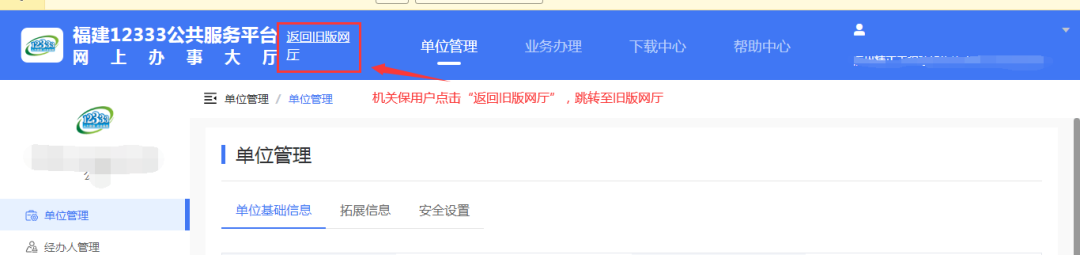 12333
福建12333公共服务平台
网上办事大厅
返回旧版网
厅
单位管理
业务办理
下载中心
帮助中心
单位管理 / 单位管理
机关保用户点击“返回旧版网厅”，跳转至旧版网厅
12333
单位管理
单位基础信息
拓展信息
安全设置
单位管理
经办人管理